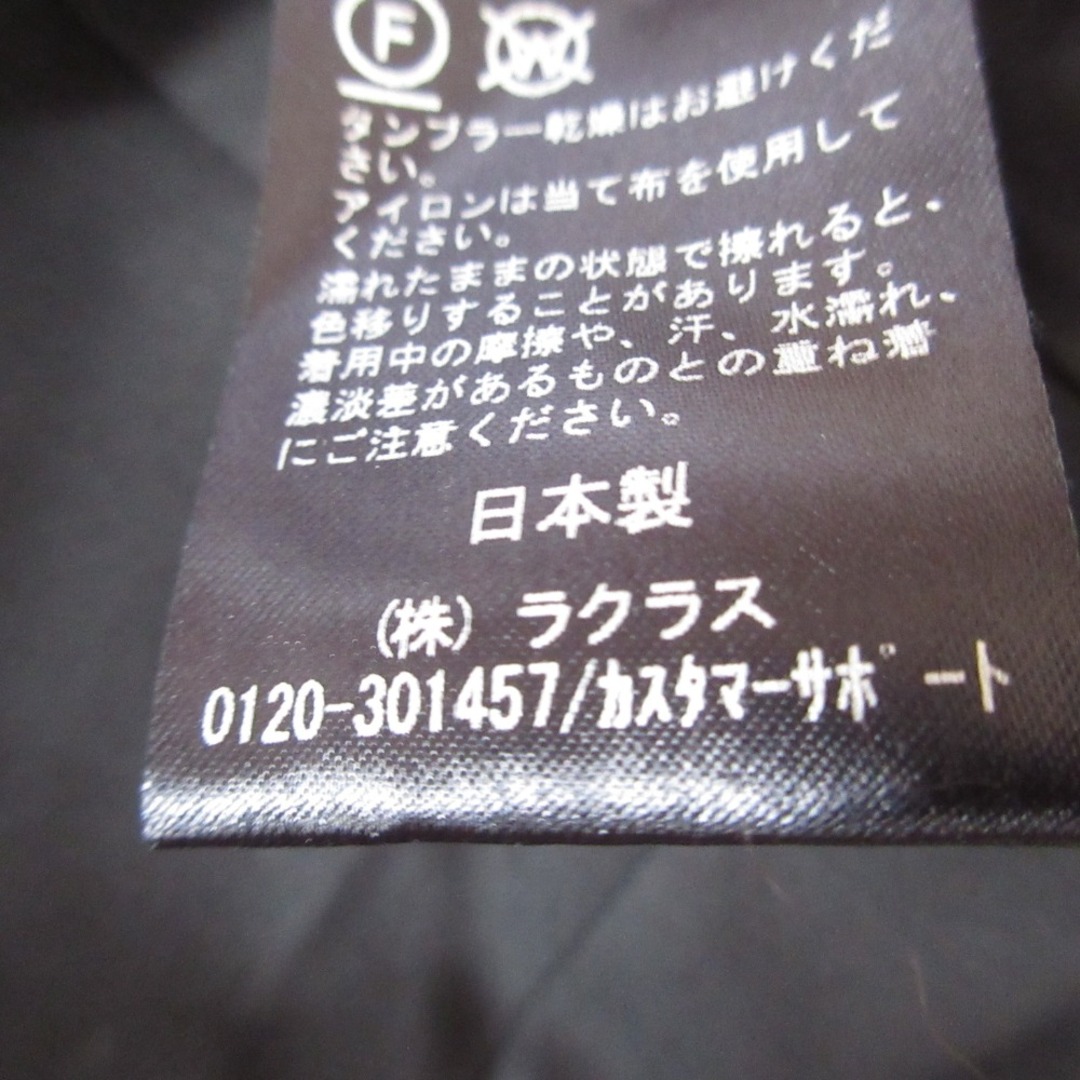 F W
タンブラー乾燥はお避けくだ
さい。
アイロンは当て布を使用して
ください。
濡れたままの状態で擦れると、
色移りすることがあります。
着用中の摩擦や、汗、水濡れ、
濃淡差があるものとの重ね着
にご注意ください。
日本製
(株) ラクラス
0120-301457/カスタマーサポート